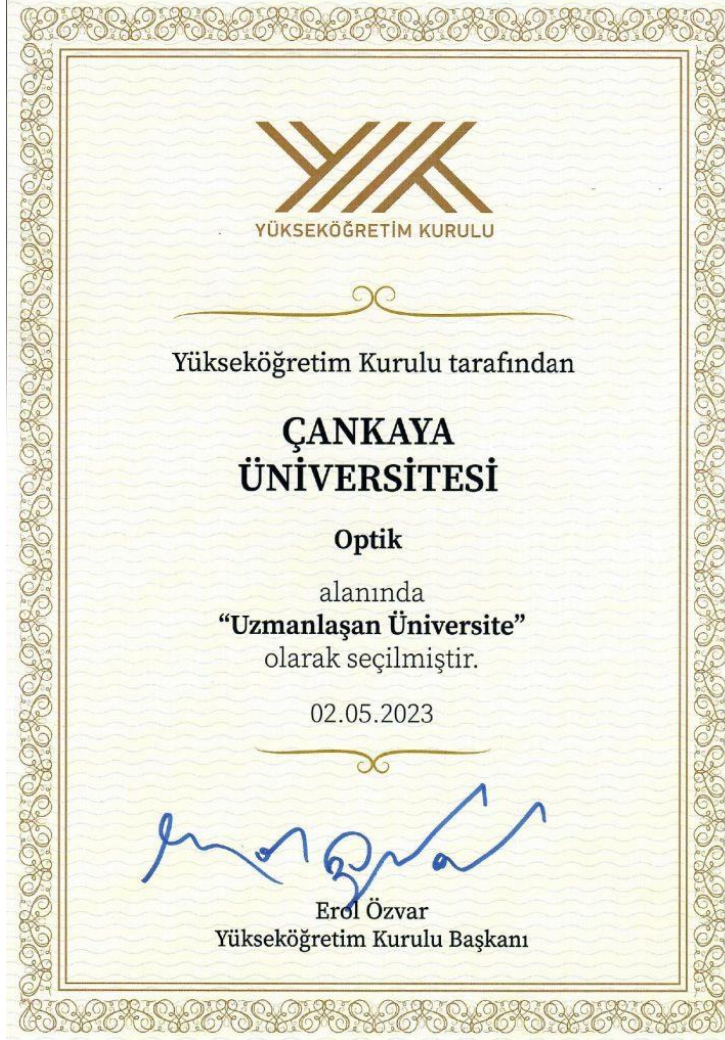 YÜKSEKÖĞRETİM KURULU
Yükseköğretim Kurulu tarafından
ÇANKAYA
ÜNİVERSİTESİ
Optik
alanında
“Uzmanlaşan Üniversite”
olarak seçilmiştir.
02.05.2023
Erol Özvar
Yükseköğretim Kurulu Başkanı